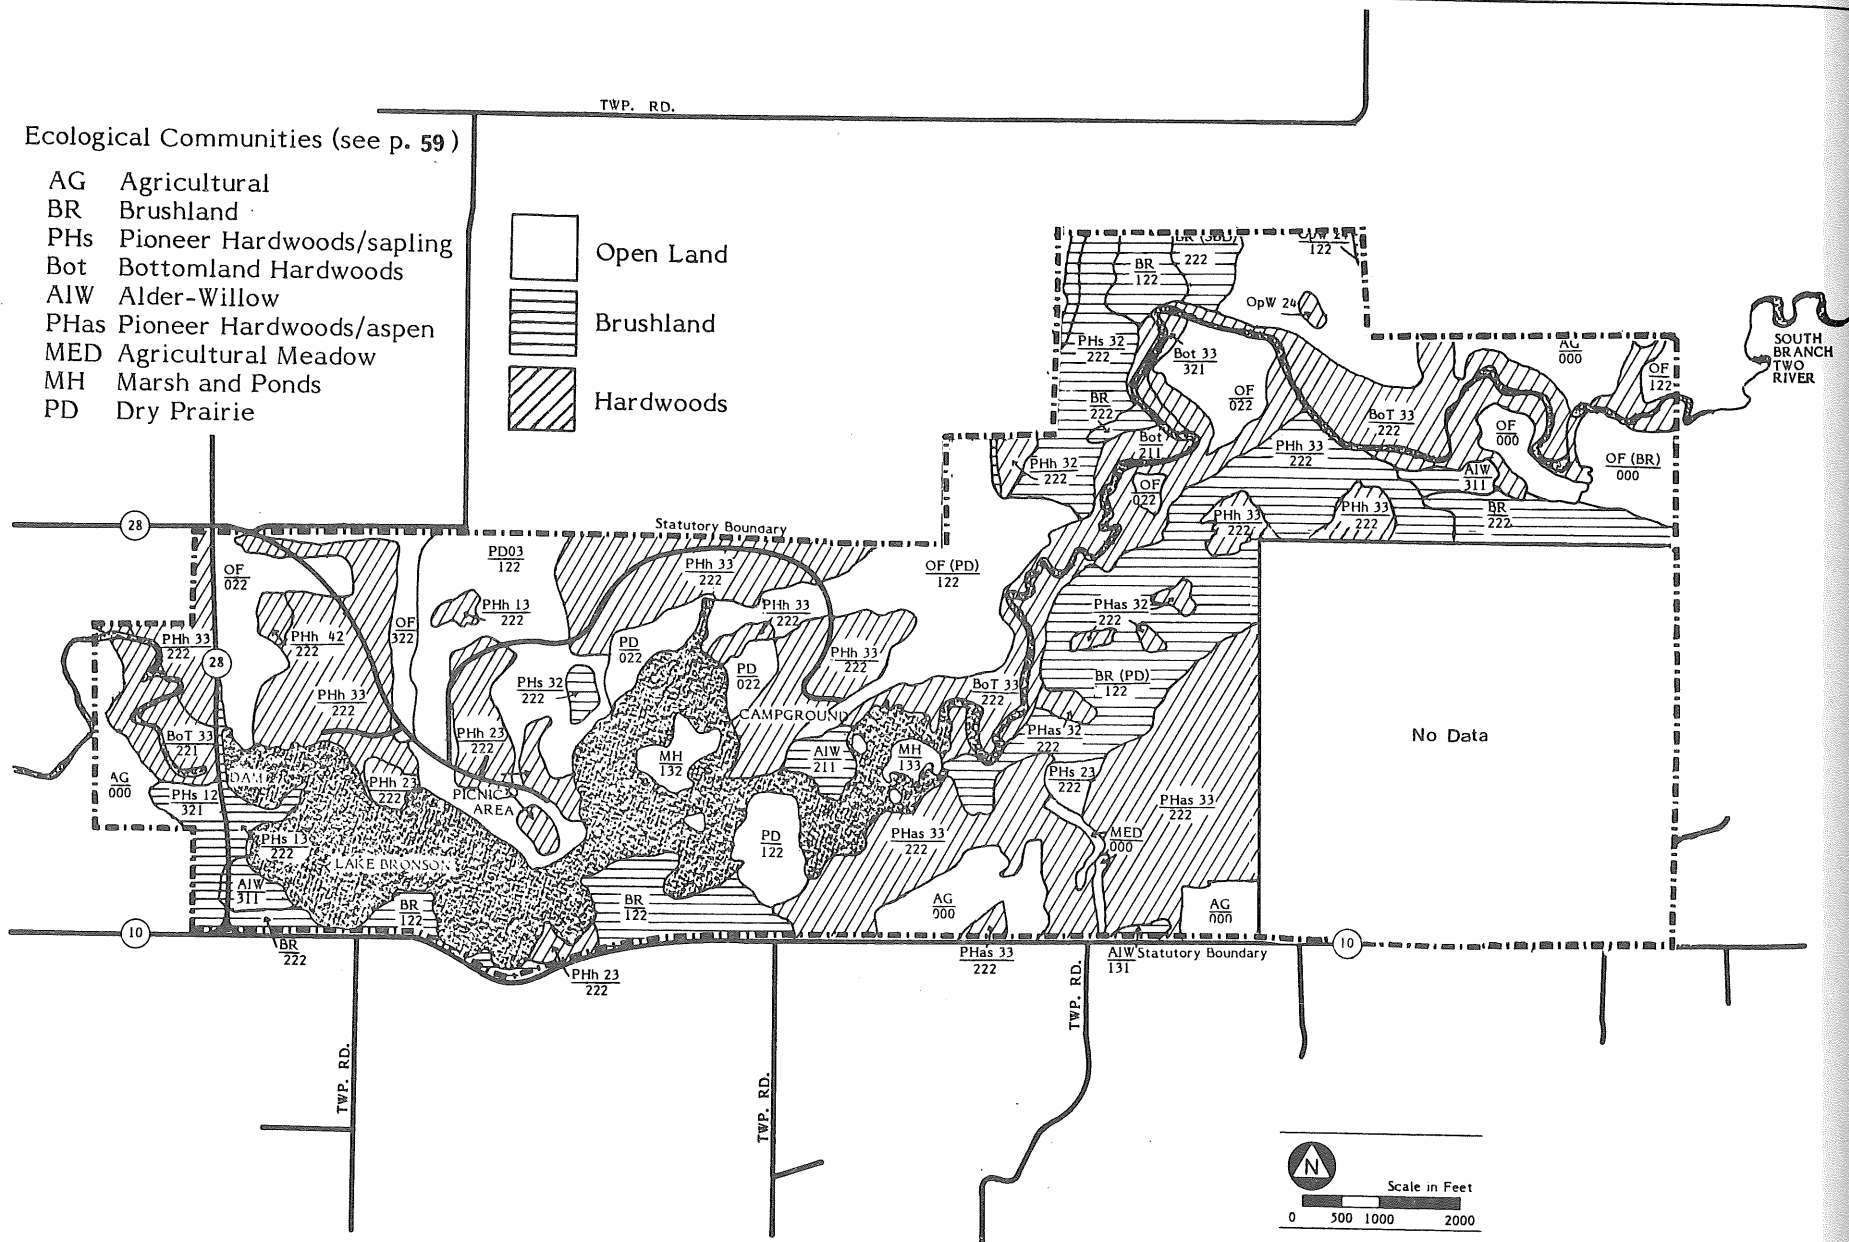 TWP. RD.
Ecological Communities (see p. 59)
AG Agricultural
BR Brushland
PHs Pioneer Hardwoods/sapling
Bot Bottomland Hardwoods
AlW Alder-Willow
PHas Pioneer Hardwoods/aspen
MED Agricultural Meadow
MH Marsh and Ponds
PD Dry Prairie
Open Land
Brushland
Hardwoods
BR (SBD)
222
OpW 24
122
BR
122
OpW 24
PHs 32
222
Bot 33
321
AG
000
OF
122
SOUTH
BRANCH
TWO
RIVER
BR
222
OF
022
BoT 33
222
OF
000
Bot
211
PHh 33
222
OF (BR)
000
PHh 32
222
OF
022
AlW
311
PHh 33
222
PHh 33
222
BR
222
28
Statutory Boundary
OF
022
PD03
122
PHh 33
222
OF (PD)
122
PHh 13
222
PHh 33
222
PHas 32
222
PHh 33
222
28
PHh 42
222
OF
322
PD
022
PD
022
PHh 33
222
PHs 32
222
BR (PD)
122
PHh 33
222
BoT 33
222
CAMPGROUND
BoT 33
221
PHh 23
222
PHas 32
222
MH
132
AlW
211
MH
133
No Data
AG
000
DAM
PHh 23
222
PICNIC
AREA
PHs 23
222
PHs 12
321
PHas 33
222
PHs 13
222
LAKE BRONSON
PD
122
PHas 33
222
MED
000
AlW
311
BR
122
BR
122
AG
000
AG
000
10
BR
222
PHh 23
222
PHas 33
222
AlW
131
Statutory Boundary
10
TWP. RD.
TWP. RD.
TWP. RD.
N
Scale in Feet
0 500 1000 2000